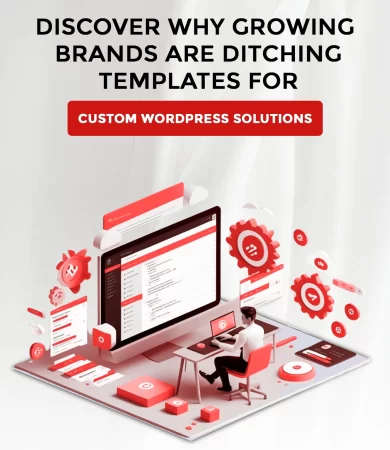 DISCOVER WHY GROWING
BRANDS ARE DITCHING
TEMPLATES FOR
CUSTOM WORDPRESS SOLUTIONS